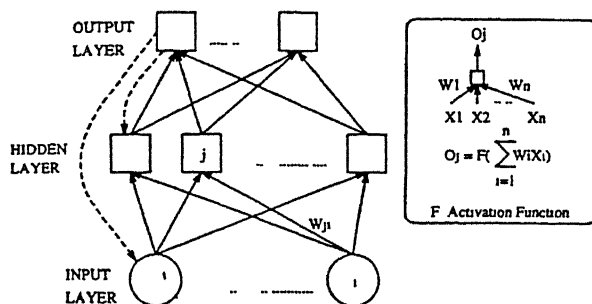 OUTPUT
LAYER
HIDDEN
LAYER
j
Wji
INPUT
LAYER
ı
ı
Oj
W1 Wn
X1 X2 Xn
n
Oj = F( ∑ WiXi)
i=1
F Activation Function